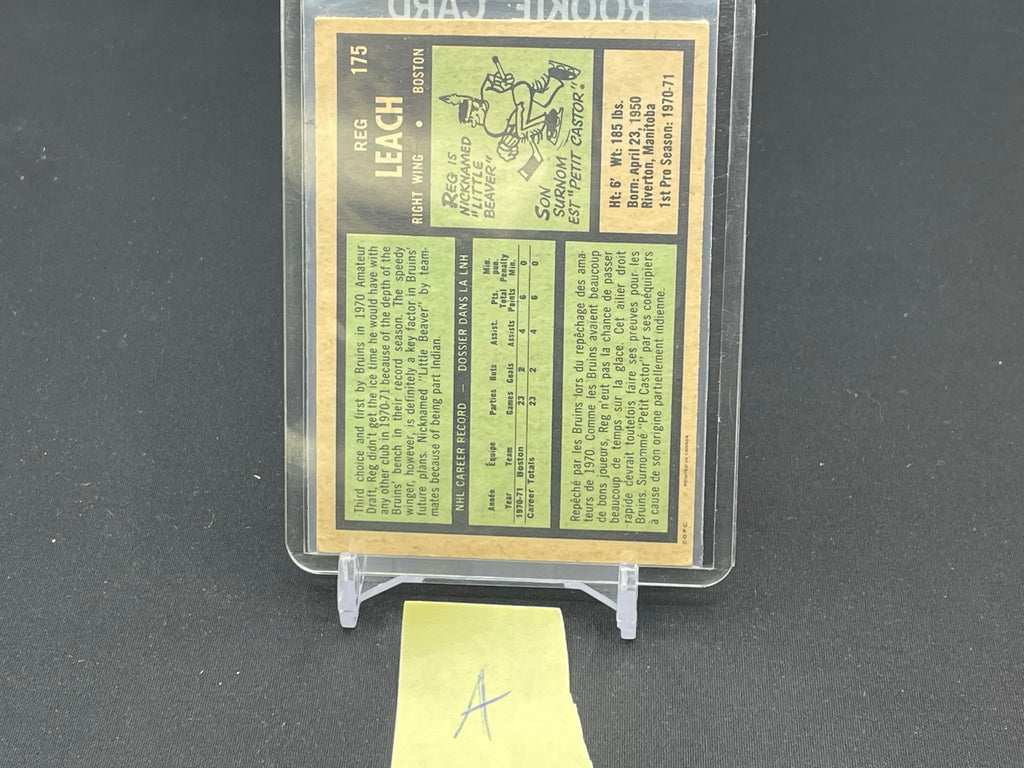 ROOKIE CARD
REG 175
LEACH
RIGHT WING • BOSTON
REG IS
NICKNAMED
"LITTLE
BEAVER"
SON
SURNOM
EST "PETIT CASTOR".
Ht: 6' Wt: 185 lbs.
Born: April 23, 1950
Riverton, Manitoba
1st Pro Season: 1970-71
Third choice and first by Bruins in 1970 Amateur
Draft, Reg didn't get the ice time he would have with
any other club in 1970-71 because of the depth of the
Bruins' bench in their record season. The speedy
winger, however, is definitely a key factor in Bruins'
future plans. Nicknamed "Little Beaver" by team-
mates because of being part Indian.
NHL CAREER RECORD — DOSSIER DANS LA LNH
Année Équipe Parties Buts Assist. Pts. Min. pun.
Year Team Games Goals Assists Total Points Penalty Min.
1970-71 Boston 23 2 4 6 0
Career Totals 23 2 4 6 0
Repêché par les Bruins lors du repêchage des ama-
teurs de 1970. Comme les Bruins avaient beaucoup
de bons joueurs, Reg n'eut pas la chance de passer
beaucoup de temps sur la glace. Cet ailier droit
rapide devrait toutefois faire ses preuves pour les
Bruins. Surnommé "Petit Castor" par ses coéquipiers
à cause de son origine partiellement indienne.
© O.P.C. PRINTED IN CANADA
A